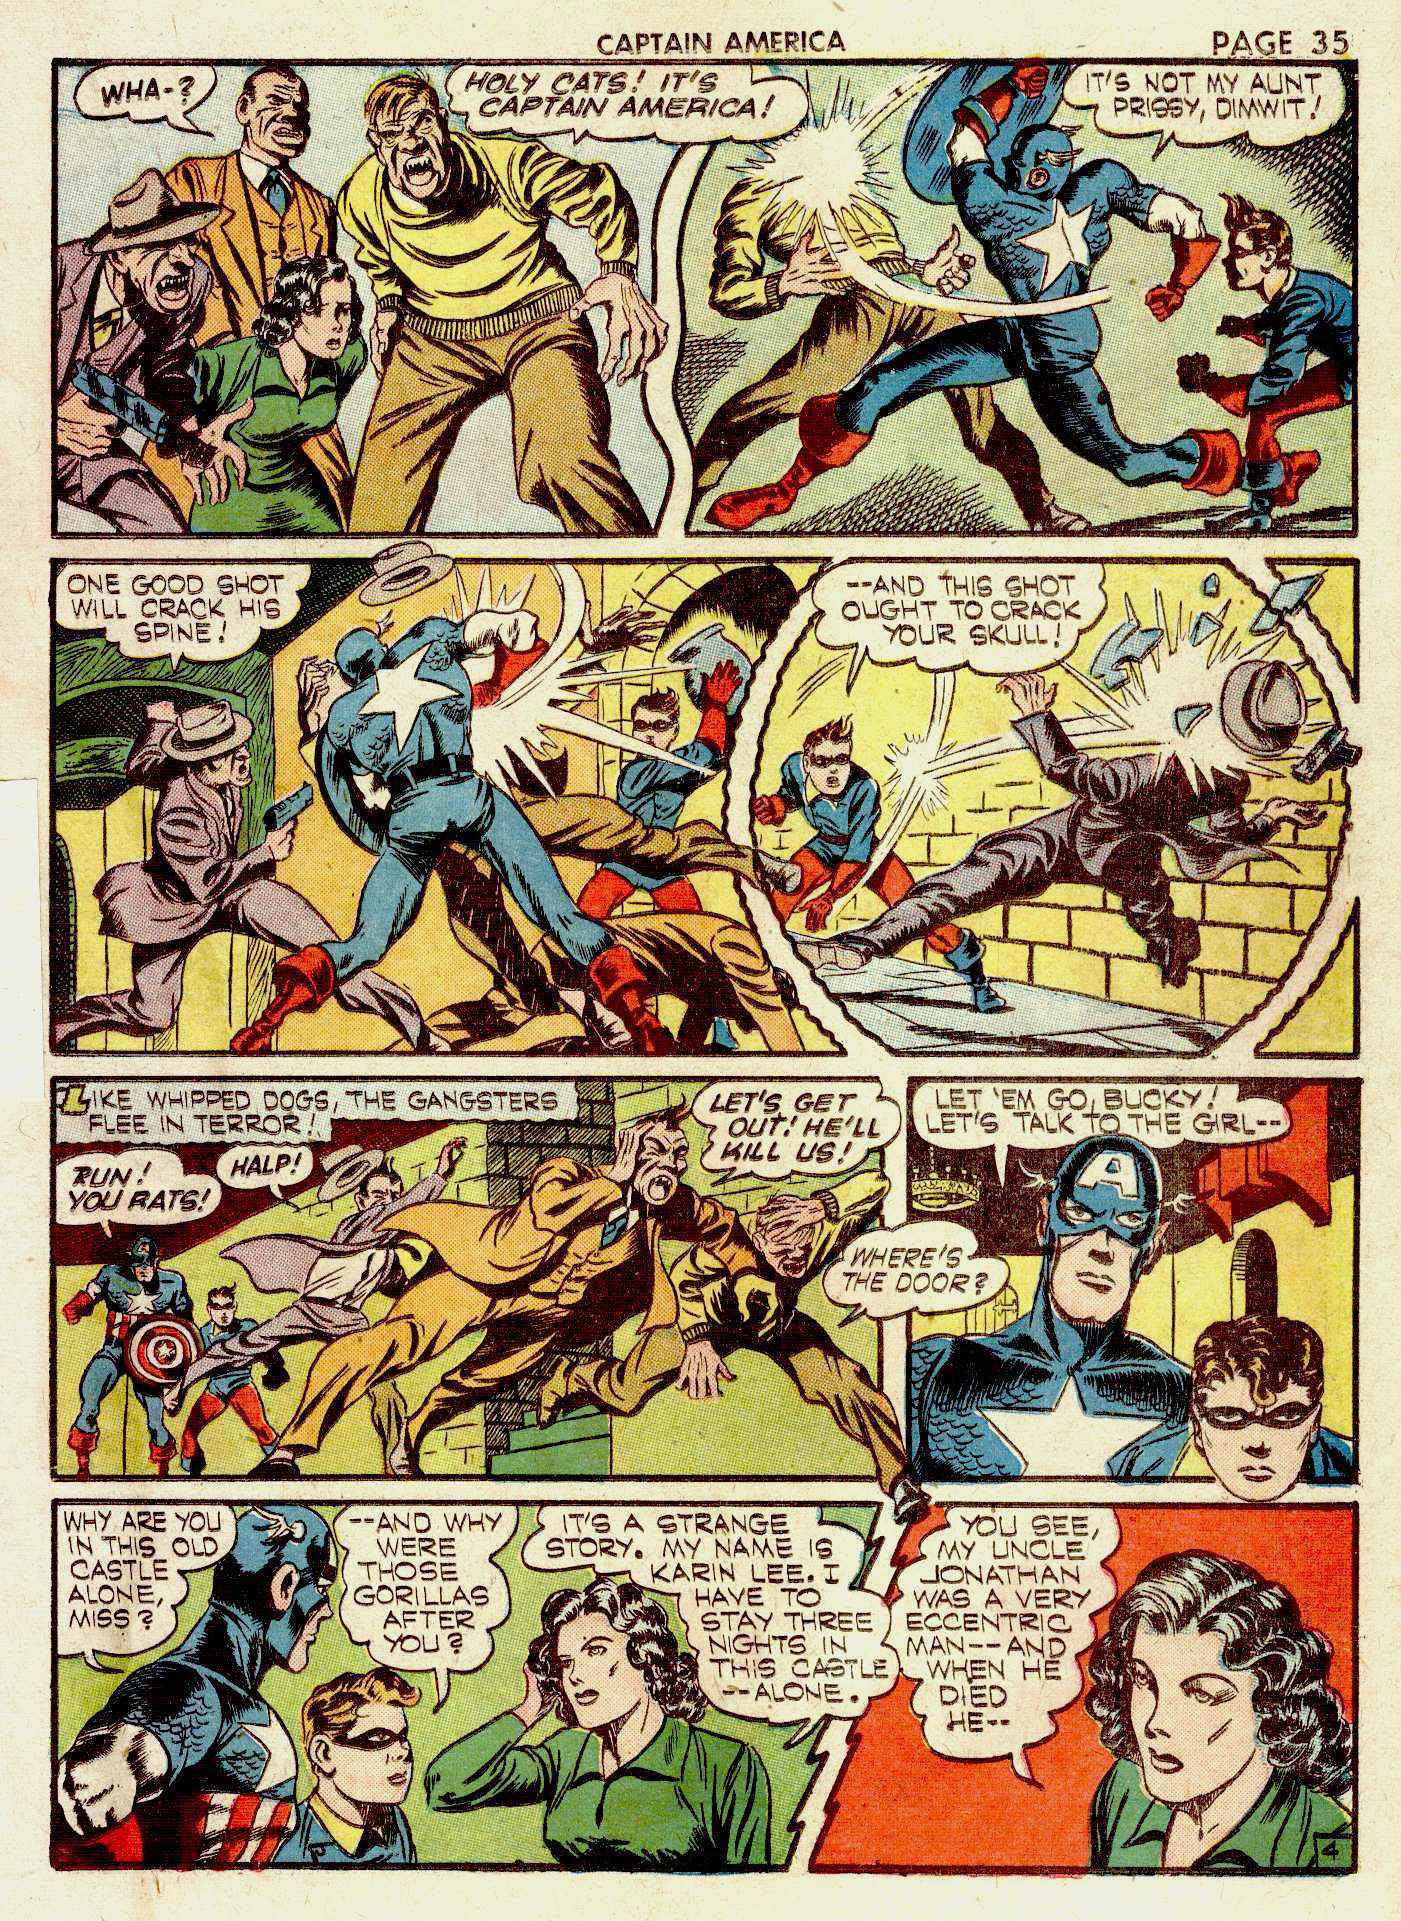 CAPTAIN AMERICA
PAGE 35
WHA-?
HOLY CATS! IT'S
CAPTAIN AMERICA!
IT'S NOT MY AUNT
PRISSY, DIMWIT!
ONE GOOD SHOT
WILL CRACK HIS
SPINE!
--AND THIS SHOT
OUGHT TO CRACK
YOUR SKULL!
LIKE WHIPPED DOGS, THE GANGSTERS
FLEE IN TERROR!
RUN!
YOU RATS!
HALP!
LET'S GET
OUT! HE'LL
KILL US!
WHERE'S
THE DOOR?
LET 'EM GO, BUCKY!
LET'S TALK TO THE GIRL--
A
WHY ARE YOU
IN THIS OLD
CASTLE
ALONE,
MISS?
--AND WHY
WERE
THOSE
GORILLAS
AFTER
YOU?
IT'S A STRANGE
STORY. MY NAME IS
KARIN LEE. I
HAVE TO
STAY THREE
NIGHTS IN
THIS CASTLE
--ALONE.
YOU SEE,
MY UNCLE
JONATHAN
WAS A VERY
ECCENTRIC
MAN--AND
WHEN HE
DIED
HE--
4